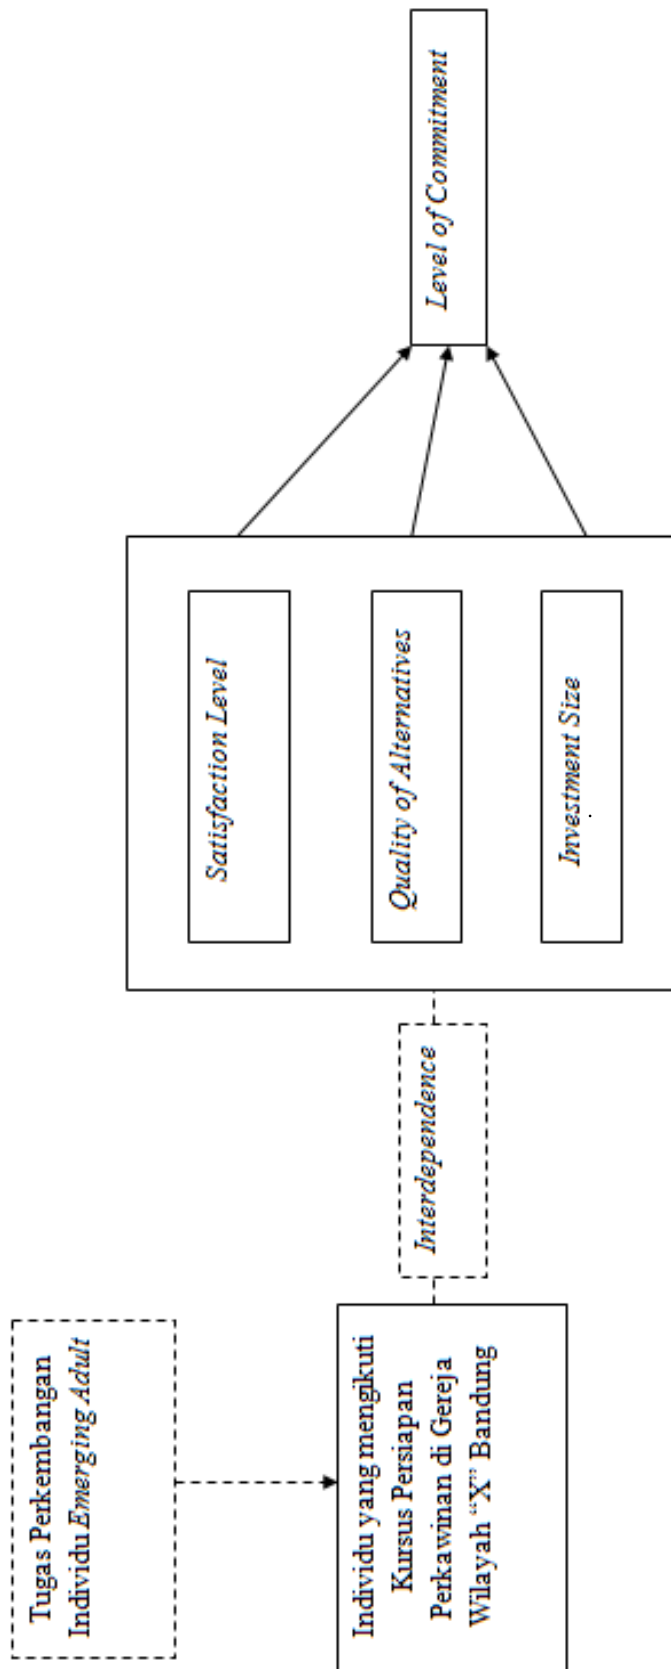 Tugas Perkembangan
Individu Emerging Adult
Individu yang mengikuti
Kursus Persiapan
Perkawinan di Gereja
Wilayah “X” Bandung
Interdependence
Satisfaction Level
Quality of Alternatives
Investment Size
Level of Commitment